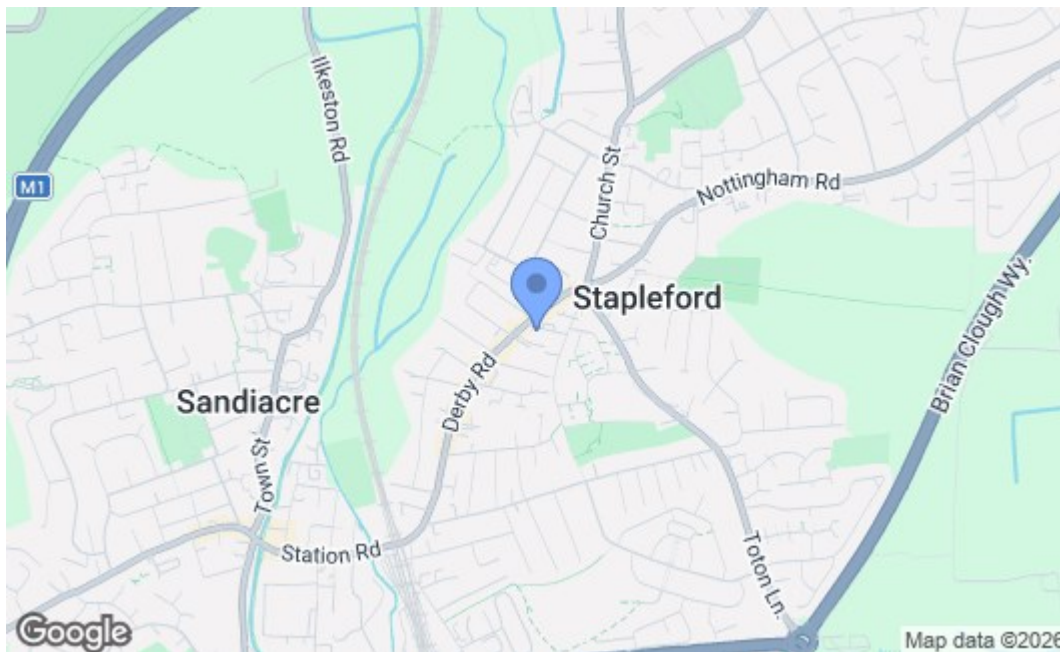 Ilkeston Rd
M1
Church St
Nottingham Rd
Stapleford
Brian Clough Wy.
Derby Rd
Sandiacre
Town St
Station Rd
Toton Ln.
Google
Map data ©2026